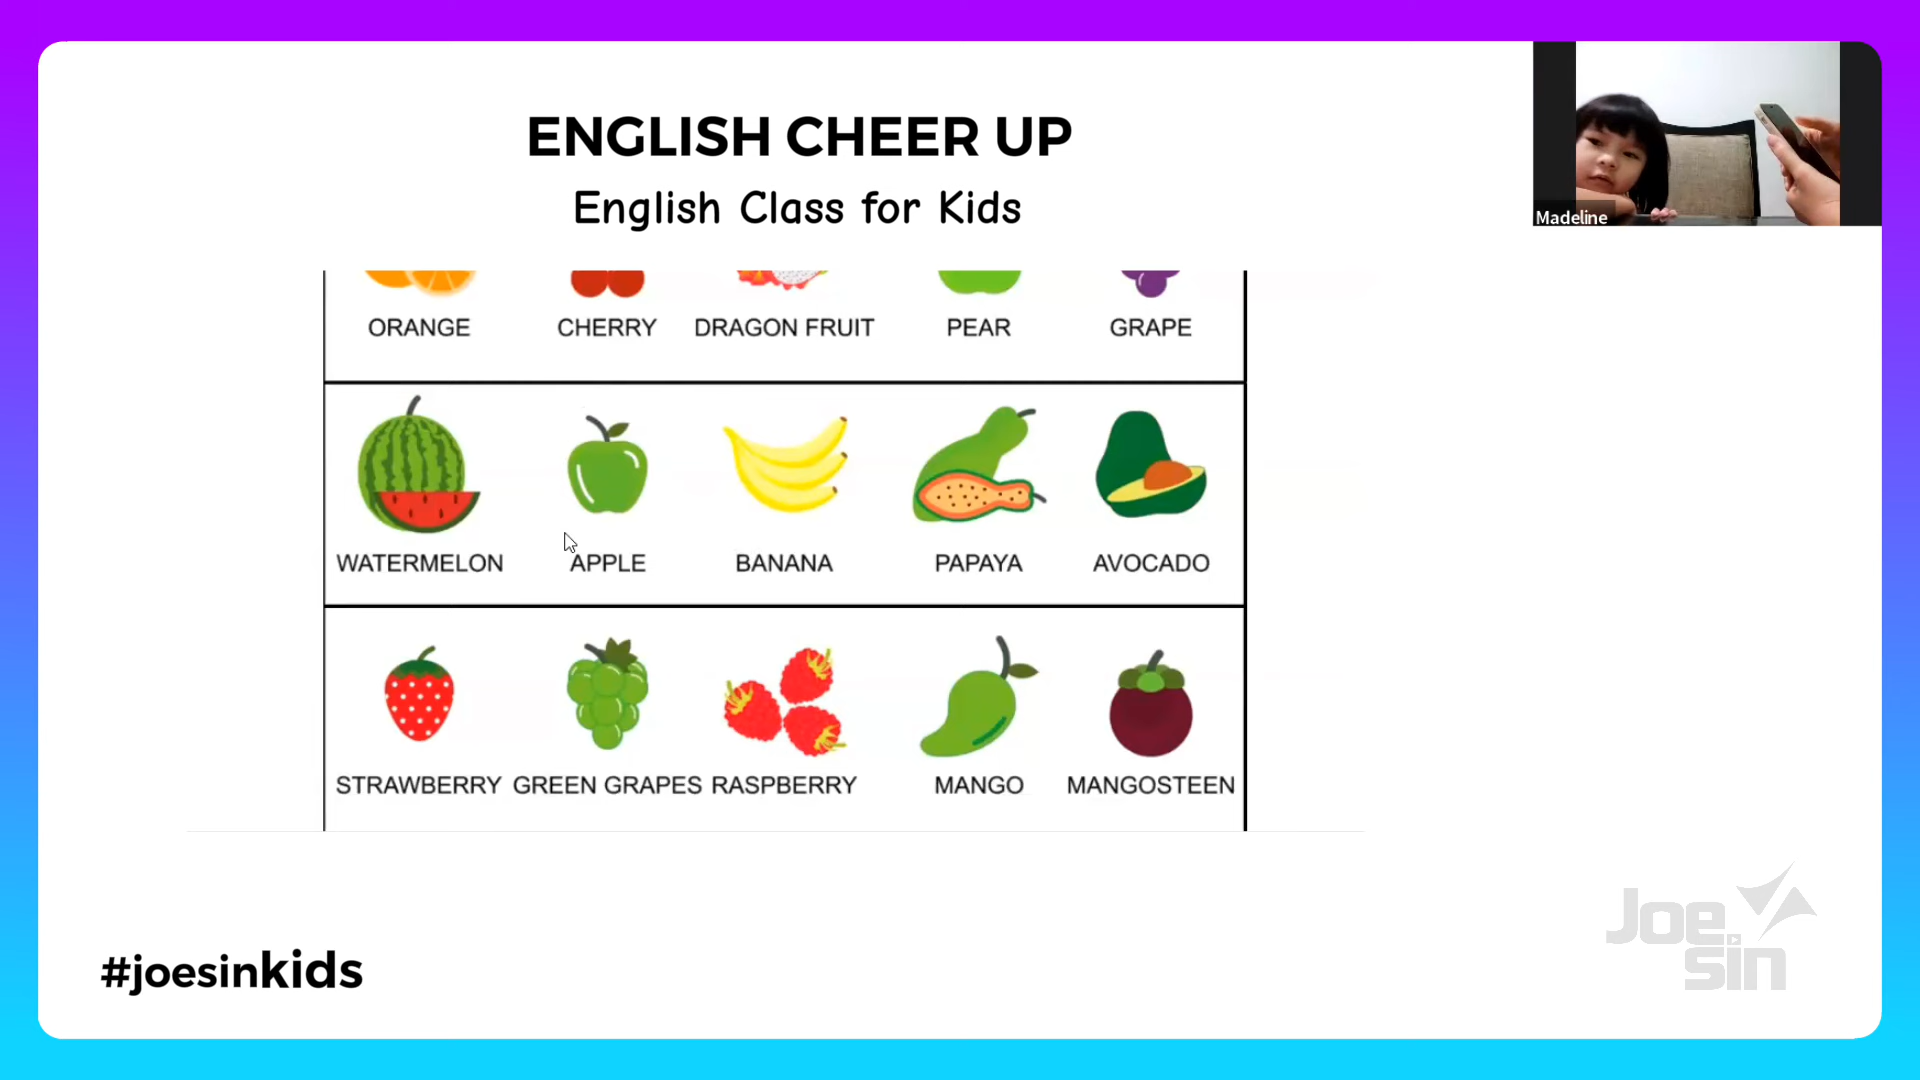 ENGLISH CHEER UP
English Class for Kids
Madeline
ORANGE CHERRY DRAGON FRUIT PEAR GRAPE
WATERMELON APPLE BANANA PAPAYA AVOCADO
STRAWBERRY GREEN GRAPES RASPBERRY MANGO MANGOSTEEN
#joesinkids
Joe
sin